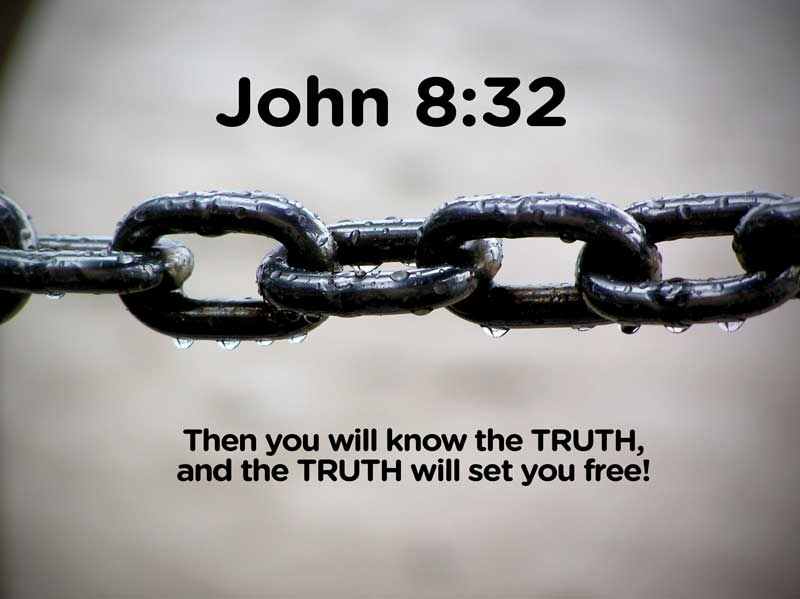 John 8:32
Then you will know the TRUTH,
and the TRUTH will set you free!